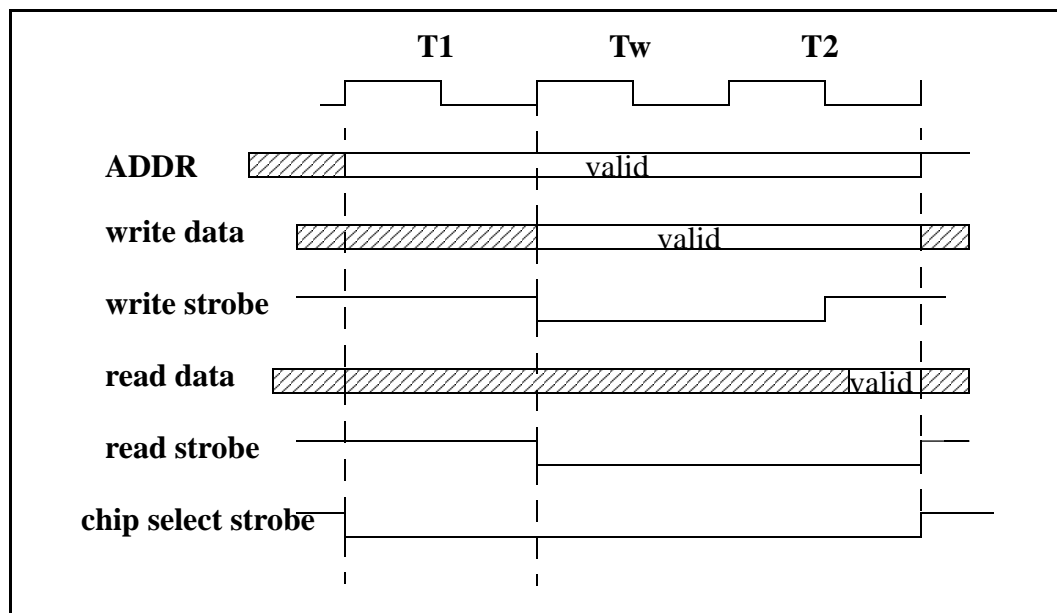 T1 Tw T2
ADDR valid
write data valid
write strobe
read data valid
read strobe
chip select strobe